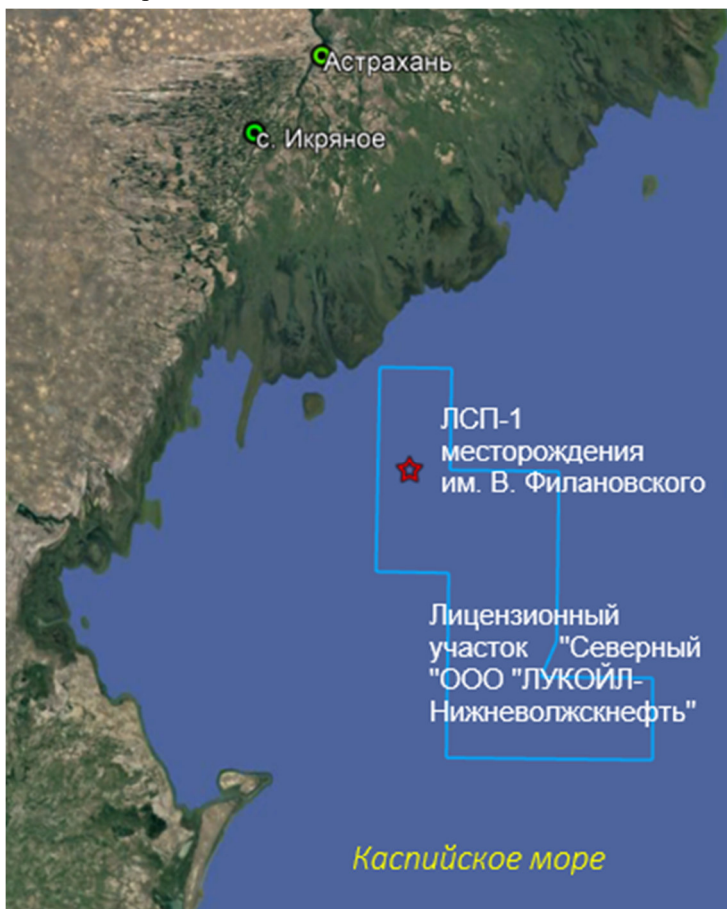 Астрахань
с. Икряное
ЛСП-1
месторождения
им. В. Филановского
Лицензионный
участок "Северный
"ООО "ЛУКОЙЛ-
Нижневолжскнефть"
Каспийское море